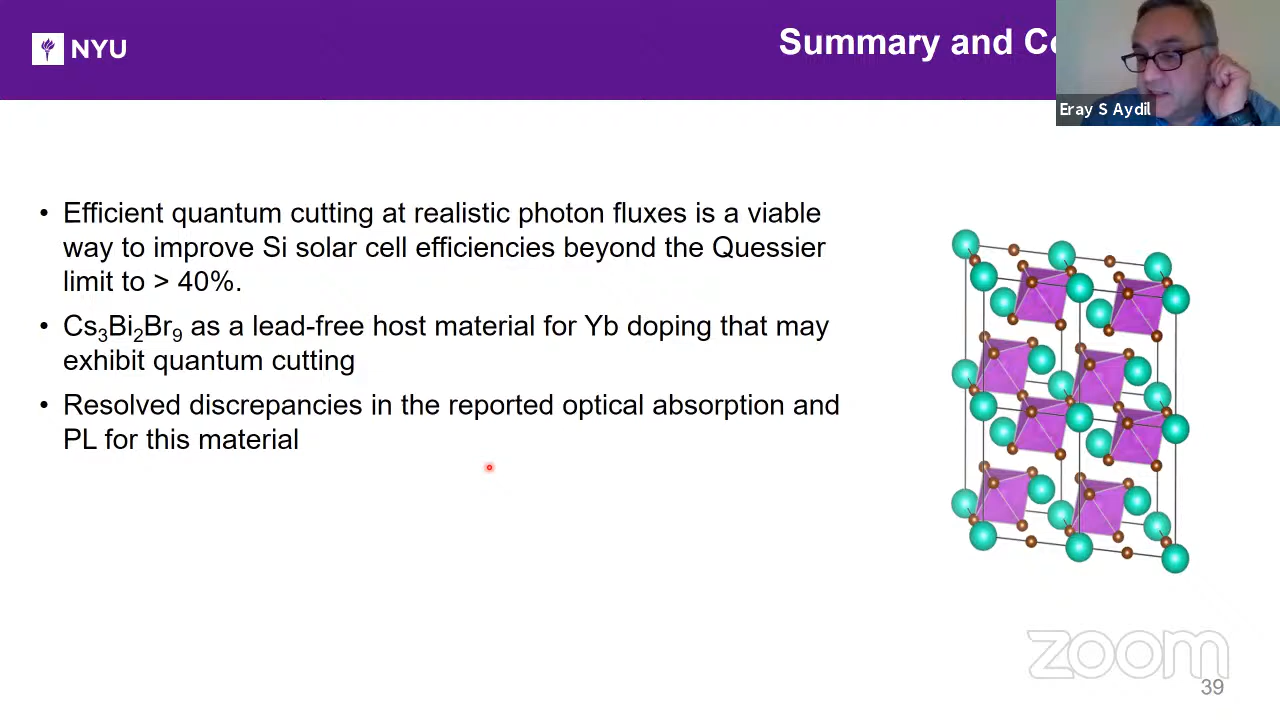 NYU
Summary and Co
Eray S Aydil
• Efficient quantum cutting at realistic photon fluxes is a viable
way to improve Si solar cell efficiencies beyond the Quessier
limit to > 40%.
• Cs₃Bi₂Br₉ as a lead-free host material for Yb doping that may
exhibit quantum cutting
• Resolved discrepancies in the reported optical absorption and
PL for this material
zoom
39